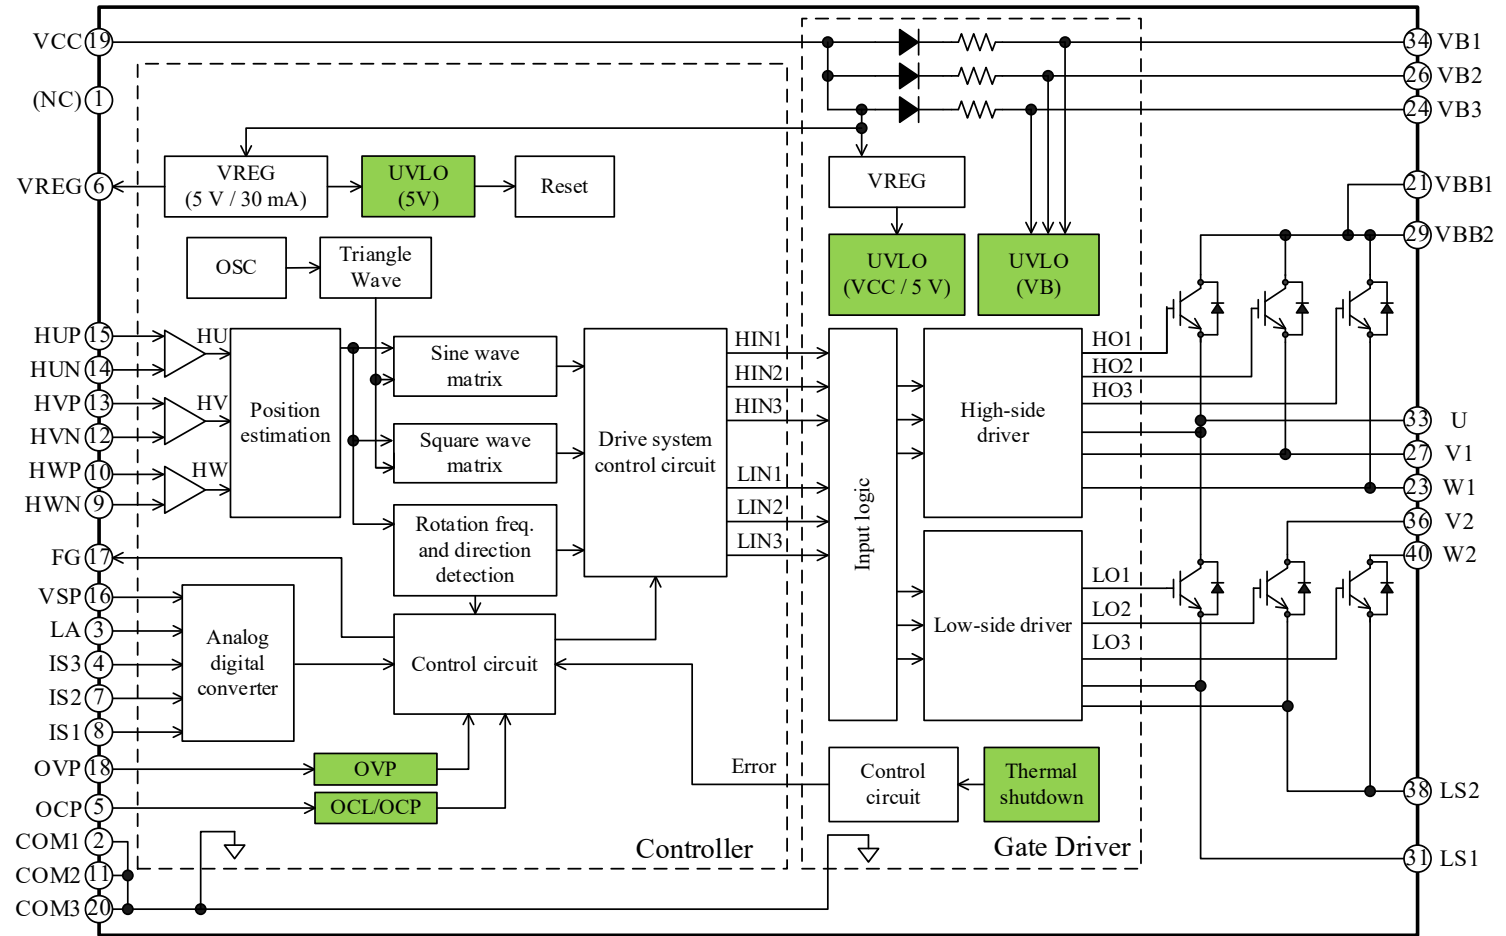 VCC 19
(NC) 1
VREG 6
HUP 15
HUN 14
HVP 13
HVN 12
HWP 10
HWN 9
FG 17
VSP 16
LA 3
IS3 4
IS2 7
IS1 8
OVP 18
OCP 5
COM1 2
COM2 11
COM3 20
VREG
(5 V / 30 mA)
UVLO
(5V)
Reset
OSC
Triangle
Wave
HU
HV
HW
Position
estimation
Sine wave
matrix
Square wave
matrix
Rotation freq.
and direction
detection
Drive system
control circuit
Analog
digital
converter
Control circuit
OVP
OCL/OCP
Error
Controller
HIN1
HIN2
HIN3
LIN1
LIN2
LIN3
VREG
UVLO
(VCC / 5 V)
UVLO
(VB)
Input logic
High-side
driver
Low-side driver
Control
circuit
Thermal
shutdown
Gate Driver
HO1
HO2
HO3
LO1
LO2
LO3
34 VB1
26 VB2
24 VB3
21 VBB1
29 VBB2
33 U
27 V1
23 W1
36 V2
40 W2
38 LS2
31 LS1